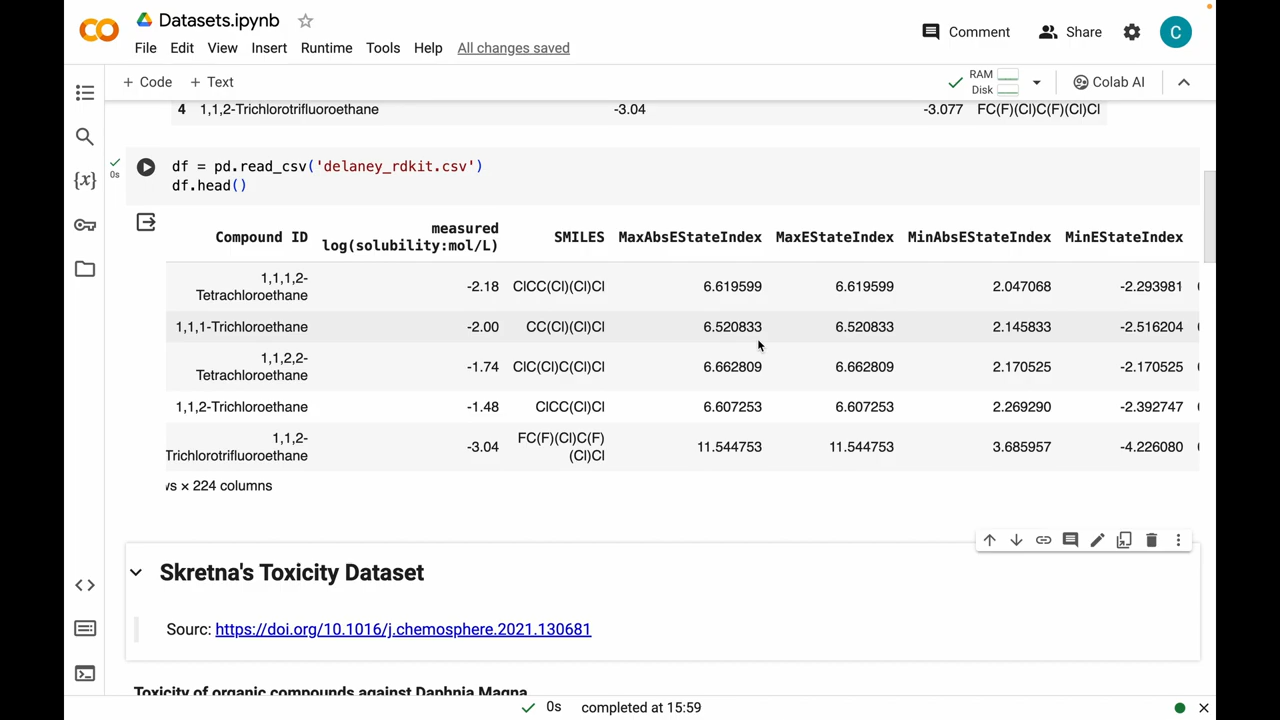 Datasets.ipynb
File Edit View Insert Runtime Tools Help All changes saved
Comment Share C
+ Code + Text
RAM
Disk
Colab AI
4 1,1,2-Trichlorotrifluoroethane -3.04 -3.077 FC(F)(Cl)C(F)(Cl)Cl
0s
df = pd.read_csv('delaney_rdkit.csv')
df.head()
Compound ID measured log(solubility:mol/L) SMILES MaxAbsEStateIndex MaxEStateIndex MinAbsEStateIndex MinEStateIndex
1,1,1,2-Tetrachloroethane -2.18 ClCC(Cl)(Cl)Cl 6.619599 6.619599 2.047068 -2.293981
1,1,1-Trichloroethane -2.00 CC(Cl)(Cl)Cl 6.520833 6.520833 2.145833 -2.516204
1,1,2,2-Tetrachloroethane -1.74 ClC(Cl)C(Cl)Cl 6.662809 6.662809 2.170525 -2.170525
1,1,2-Trichloroethane -1.48 ClCC(Cl)Cl 6.607253 6.607253 2.269290 -2.392747
1,1,2-Trichlorotrifluoroethane -3.04 FC(F)(Cl)C(F)(Cl)Cl 11.544753 11.544753 3.685957 -4.226080
× 224 columns
Skretna's Toxicity Dataset
Sourc: https://doi.org/10.1016/j.chemosphere.2021.130681
Toxicity of organic compounds against Daphnia Magna
0s completed at 15:59